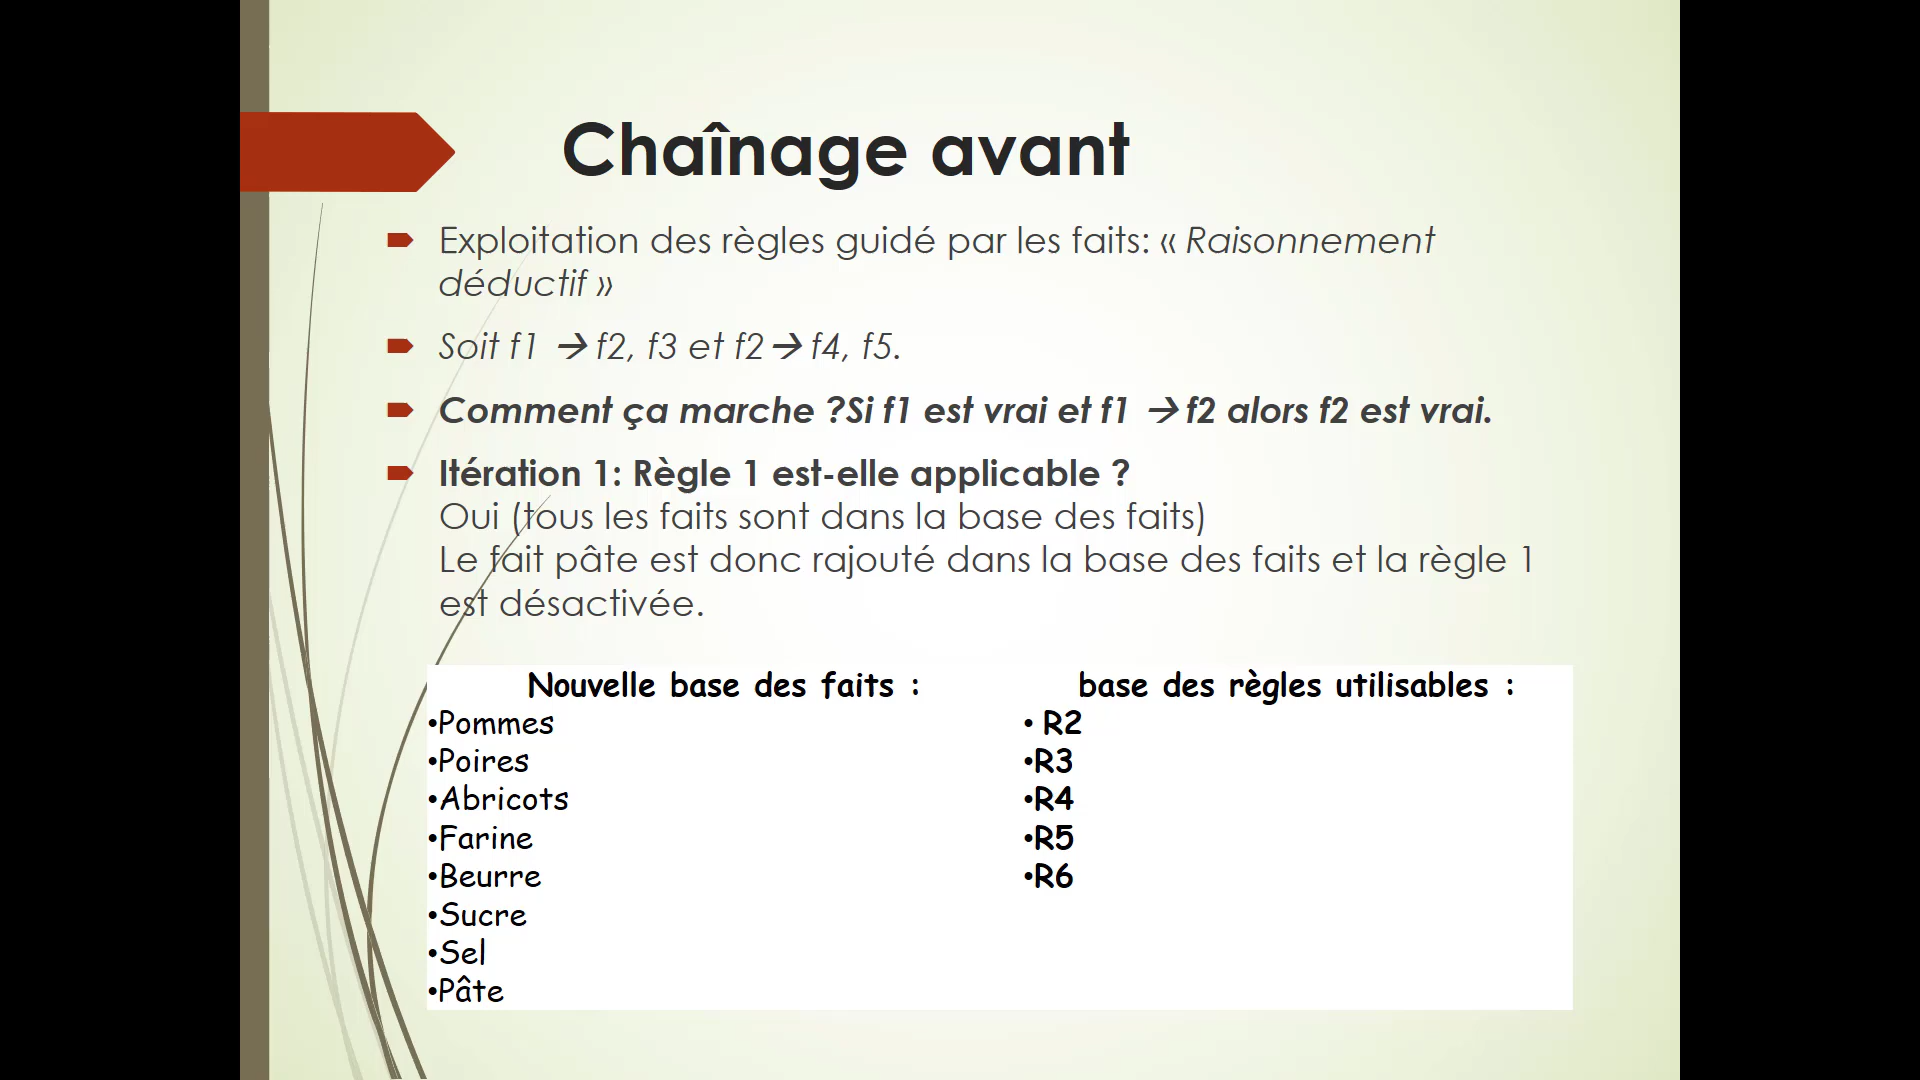 Chaînage avant
Exploitation des règles guidé par les faits: « Raisonnement
déductif »
Soit f1 → f2, f3 et f2→ f4, f5.
Comment ça marche ?Si f1 est vrai et f1 → f2 alors f2 est vrai.
Itération 1: Règle 1 est-elle applicable ?
Oui (tous les faits sont dans la base des faits)
Le fait pâte est donc rajouté dans la base des faits et la règle 1
est désactivée.
Nouvelle base des faits :
•Pommes
•Poires
•Abricots
•Farine
•Beurre
•Sucre
•Sel
•Pâte
base des règles utilisables :
• R2
•R3
•R4
•R5
•R6